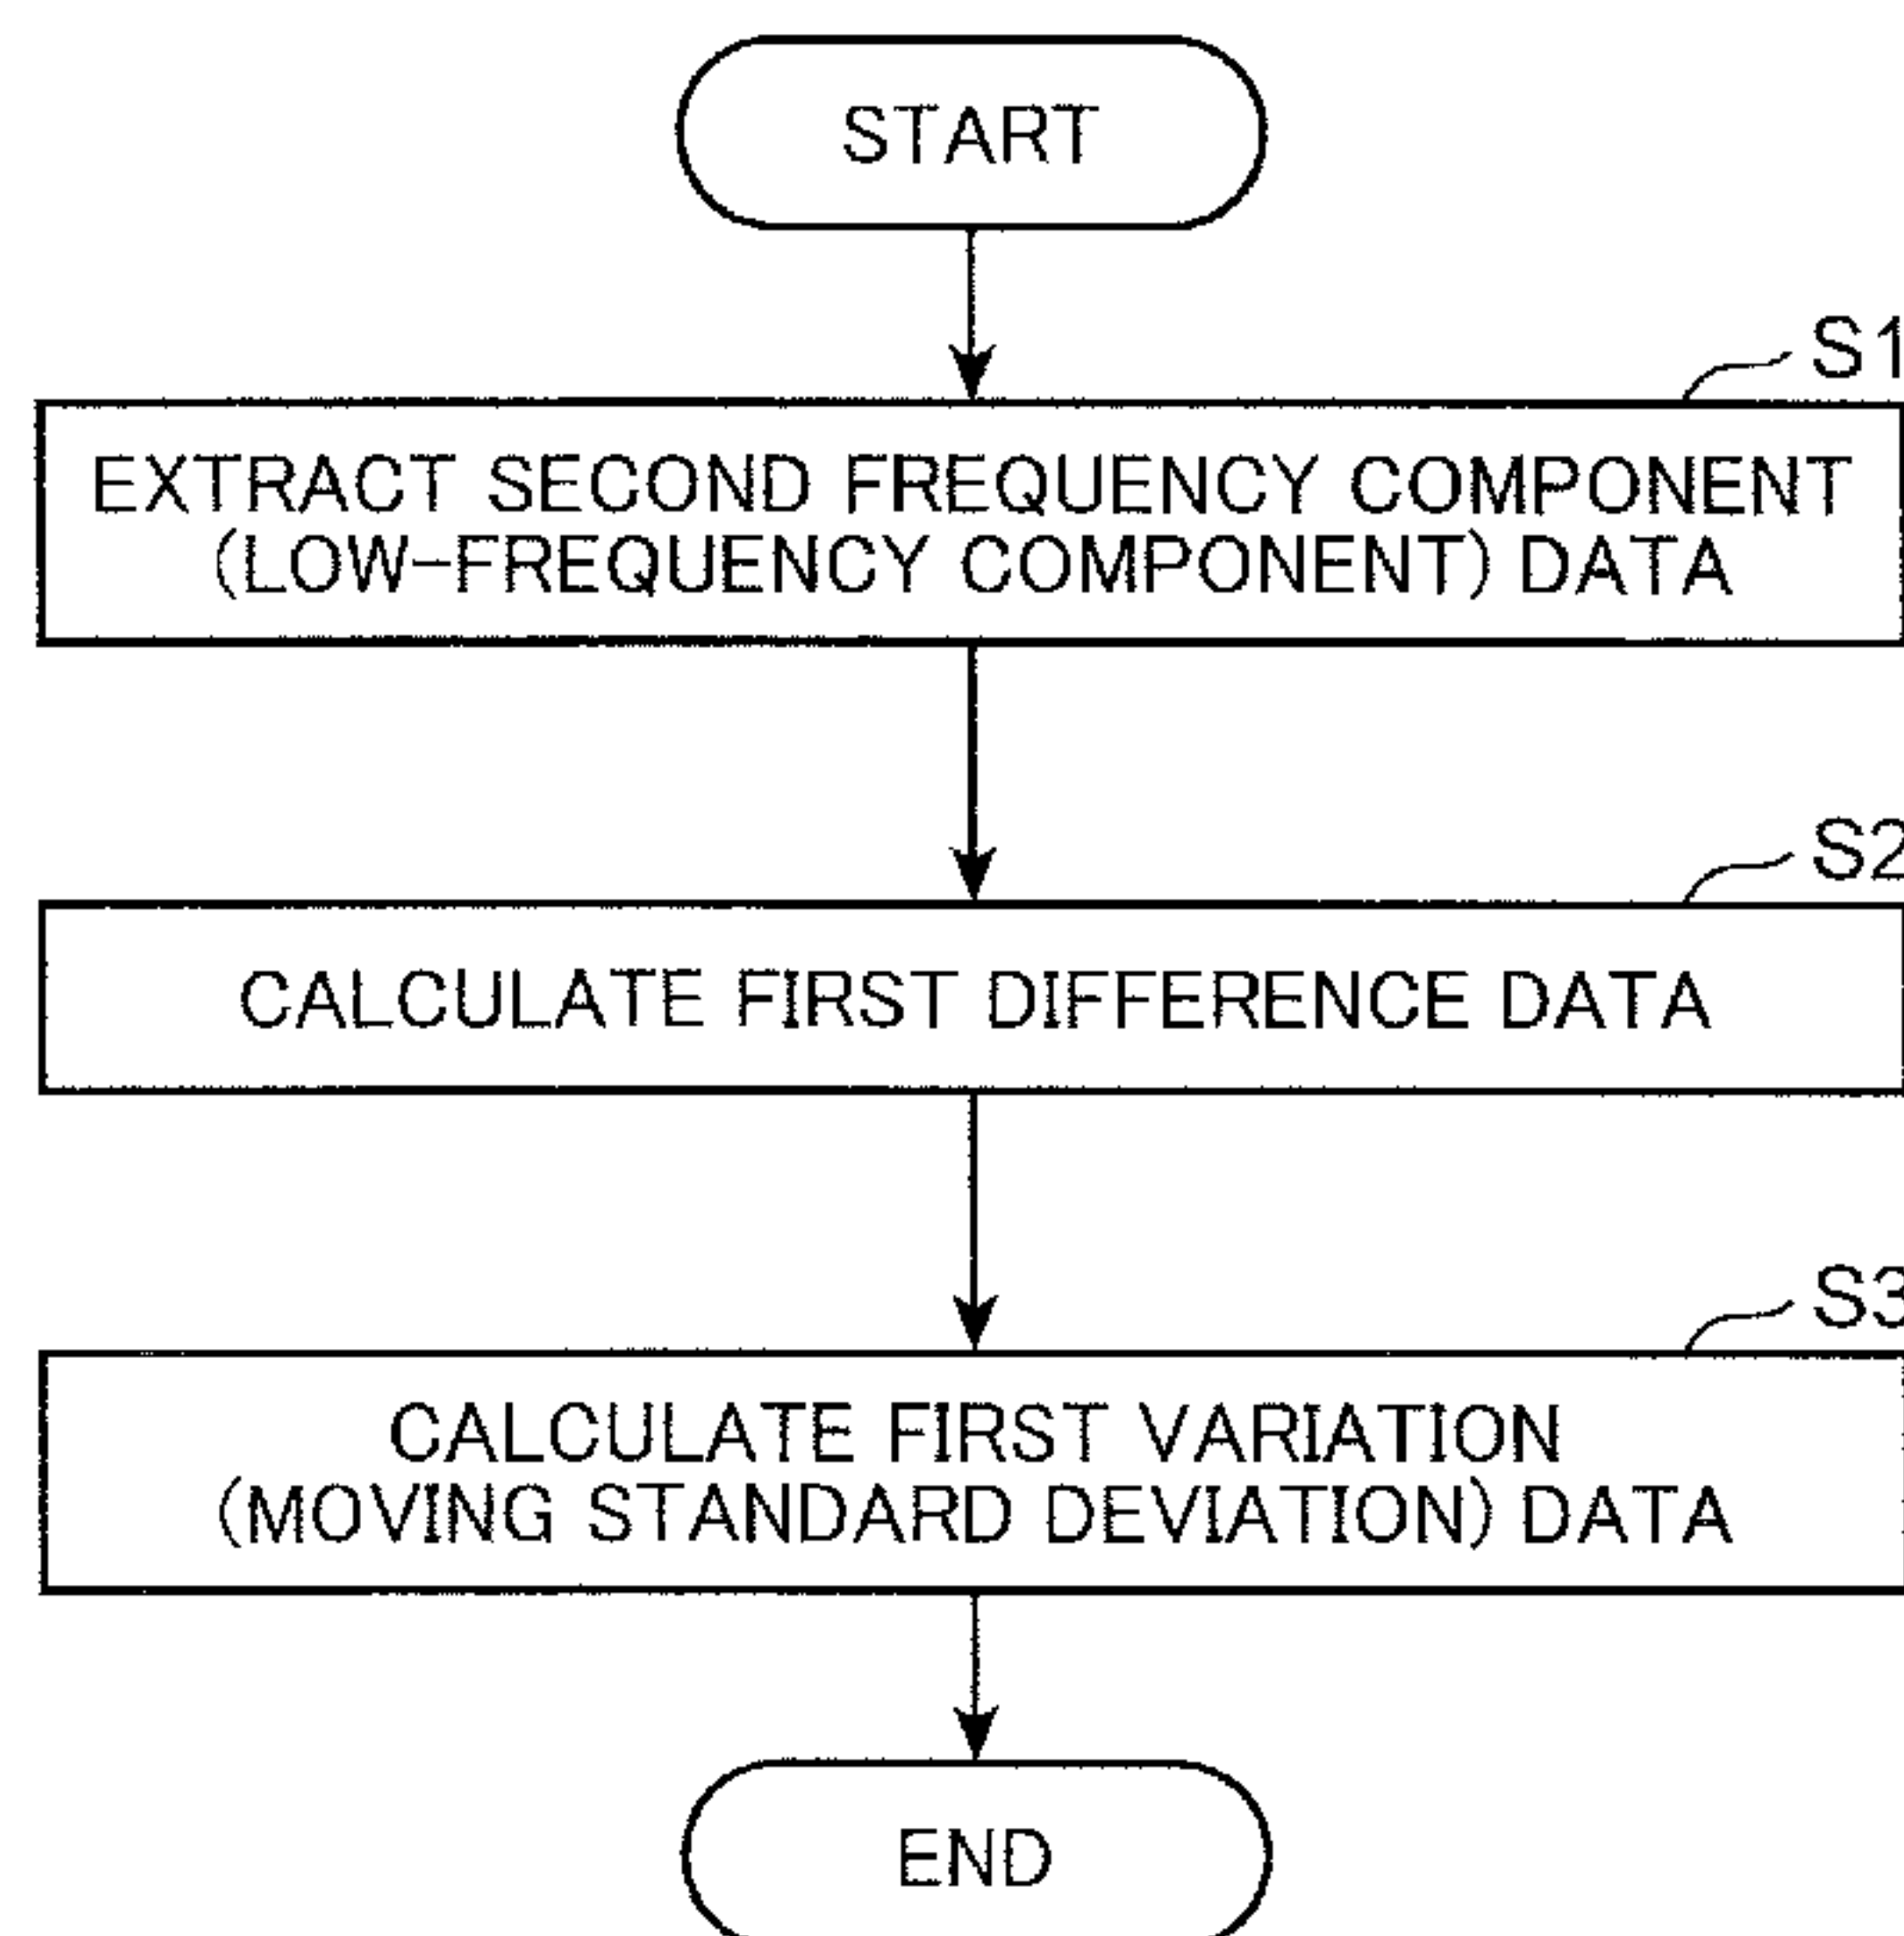 START
S1
EXTRACT SECOND FREQUENCY COMPONENT
(LOW-FREQUENCY COMPONENT) DATA
S2
CALCULATE FIRST DIFFERENCE DATA
S3
CALCULATE FIRST VARIATION
(MOVING STANDARD DEVIATION) DATA
END